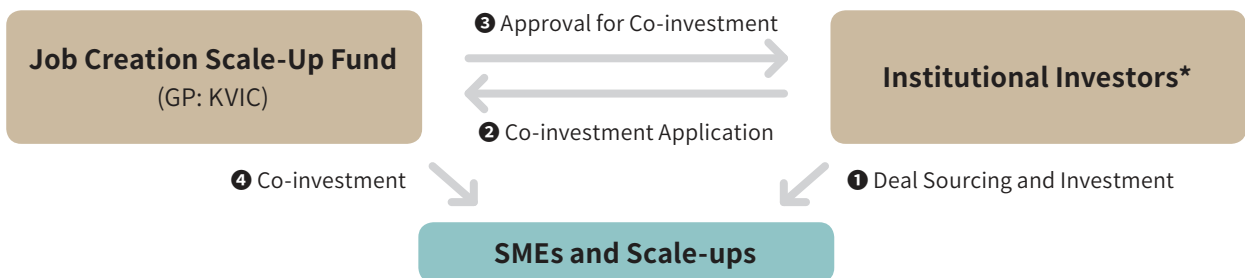 ❸ Approval for Co-investment
Job Creation Scale-Up Fund
(GP: KVIC)
Institutional Investors*
❷ Co-investment Application
❹ Co-investment
❶ Deal Sourcing and Investment
SMEs and Scale-ups